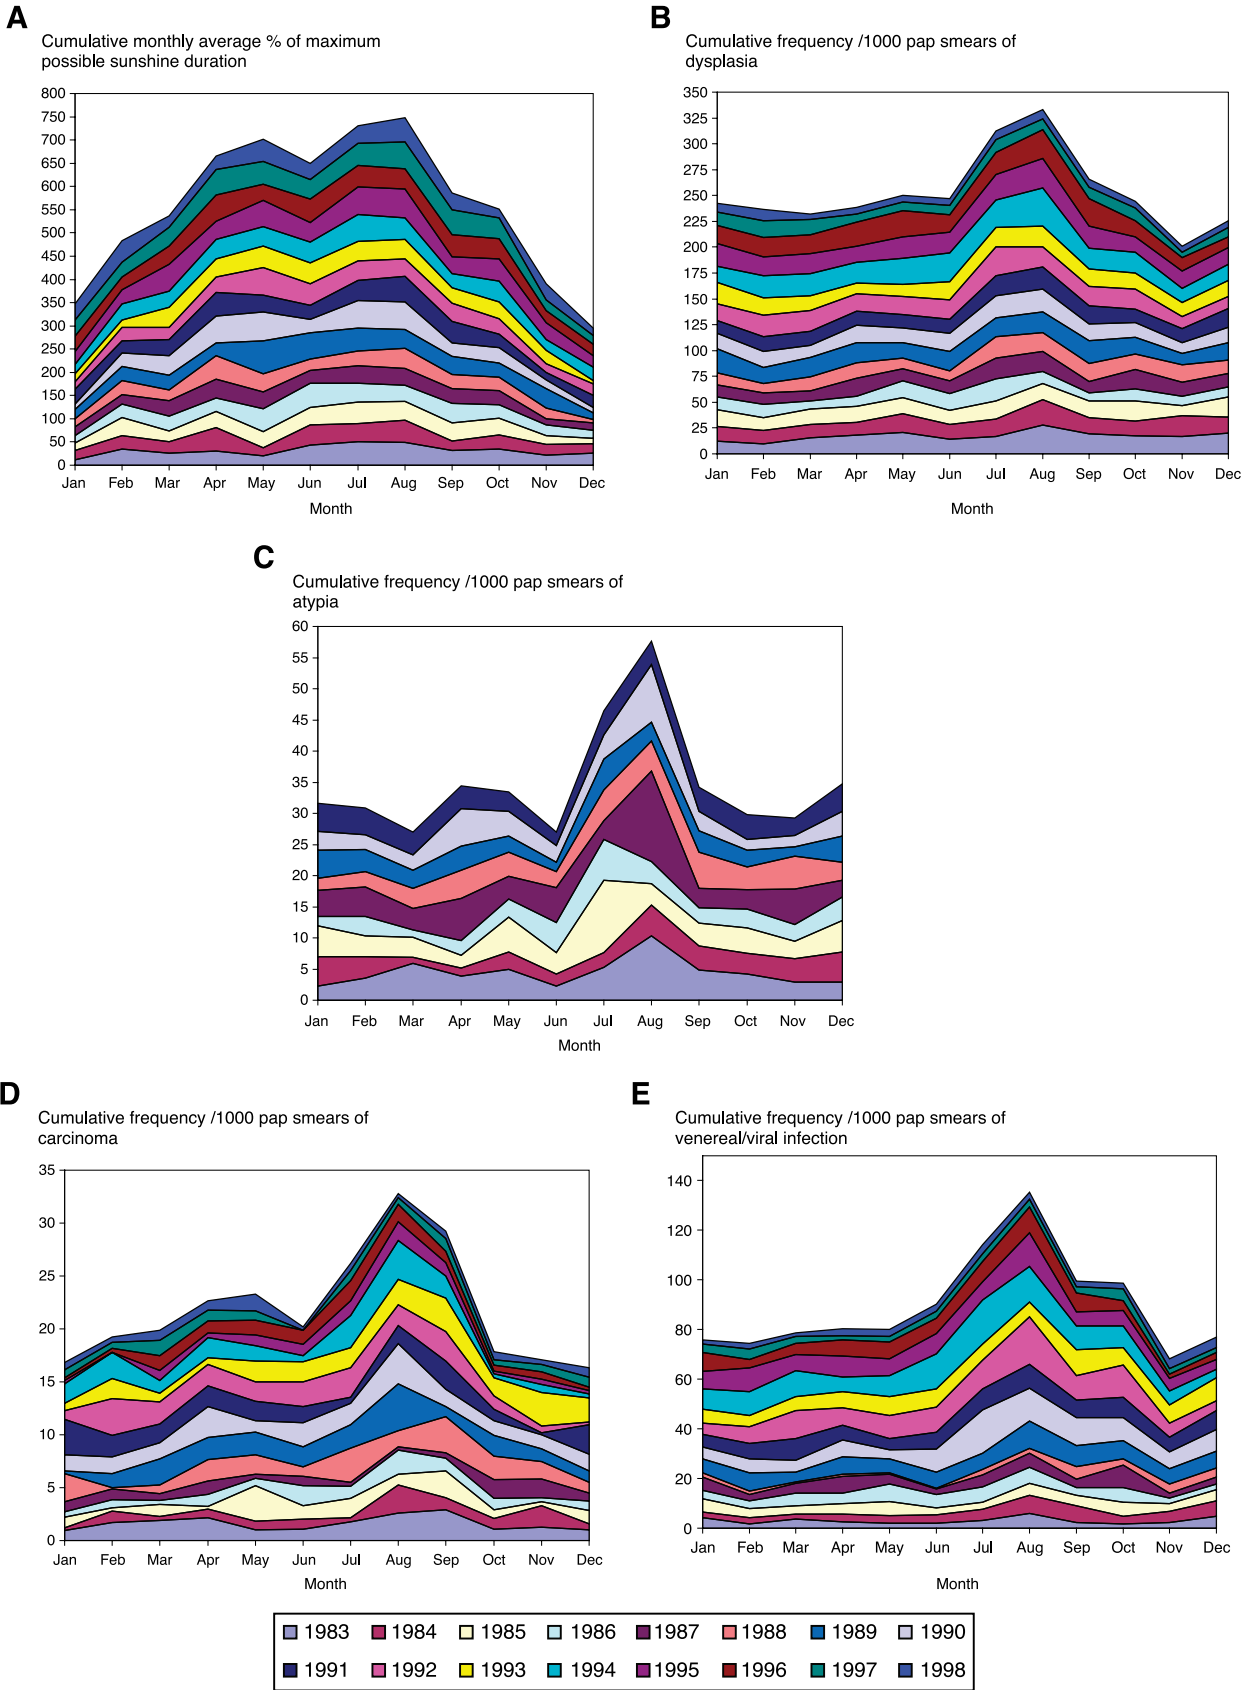 A
Cumulative monthly average % of maximum
possible sunshine duration
800
750
700
650
600
550
500
450
400
350
300
250
200
150
100
50
0
Jan Feb Mar Apr May Jun Jul Aug Sep Oct Nov Dec
Month
B
Cumulative frequency /1000 pap smears of
dysplasia
350
325
300
275
250
225
200
175
150
125
100
75
50
25
0
Jan Feb Mar Apr May Jun Jul Aug Sep Oct Nov Dec
Month
C
Cumulative frequency /1000 pap smears of
atypia
60
55
50
45
40
35
30
25
20
15
10
5
0
Jan Feb Mar Apr May Jun Jul Aug Sep Oct Nov Dec
Month
D
Cumulative frequency /1000 pap smears of
carcinoma
35
30
25
20
15
10
5
0
Jan Feb Mar Apr May Jun Jul Aug Sep Oct Nov Dec
Month
E
Cumulative frequency /1000 pap smears of
venereal/viral infection
140
120
100
80
60
40
20
0
Jan Feb Mar Apr May Jun Jul Aug Sep Oct Nov Dec
Month
1983 1984 1985 1986 1987 1988 1989 1990
1991 1992 1993 1994 1995 1996 1997 1998